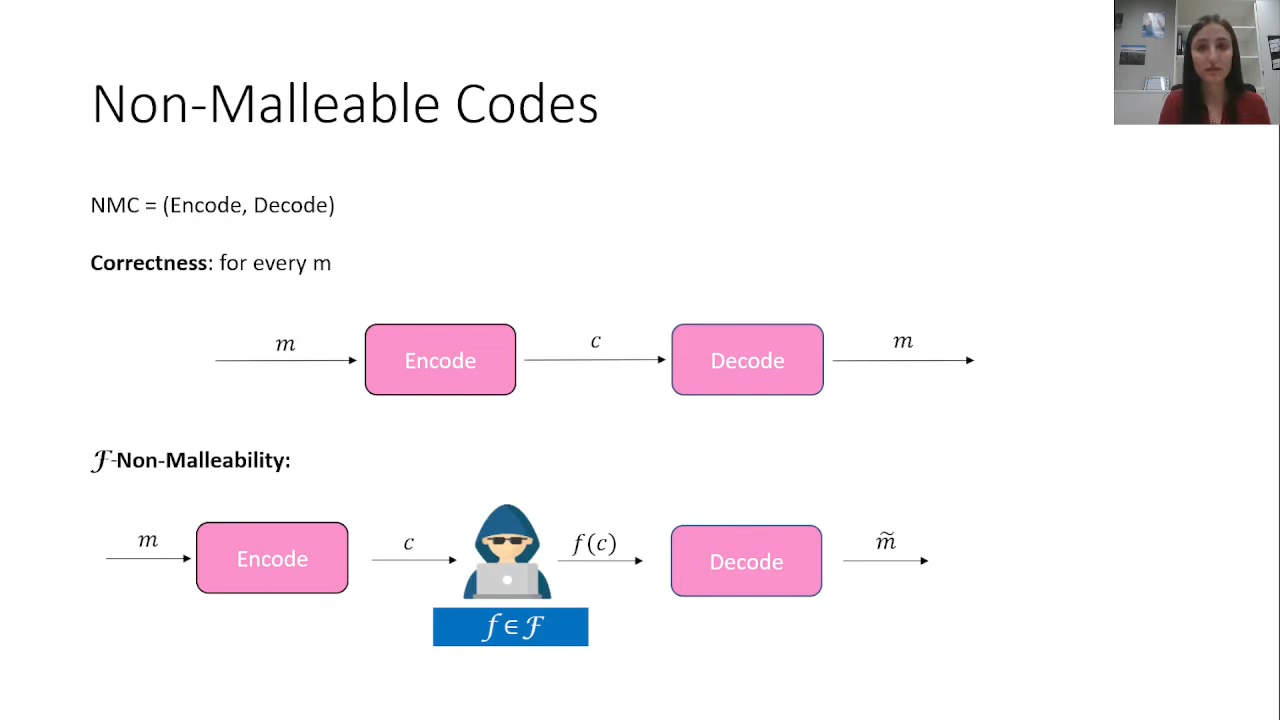 Non-Malleable Codes
NMC = (Encode, Decode)
Correctness: for every m
m
Encode
c
Decode
m
ℱ-Non-Malleability:
m
Encode
c
f(c)
Decode
m̃
f ∈ ℱ